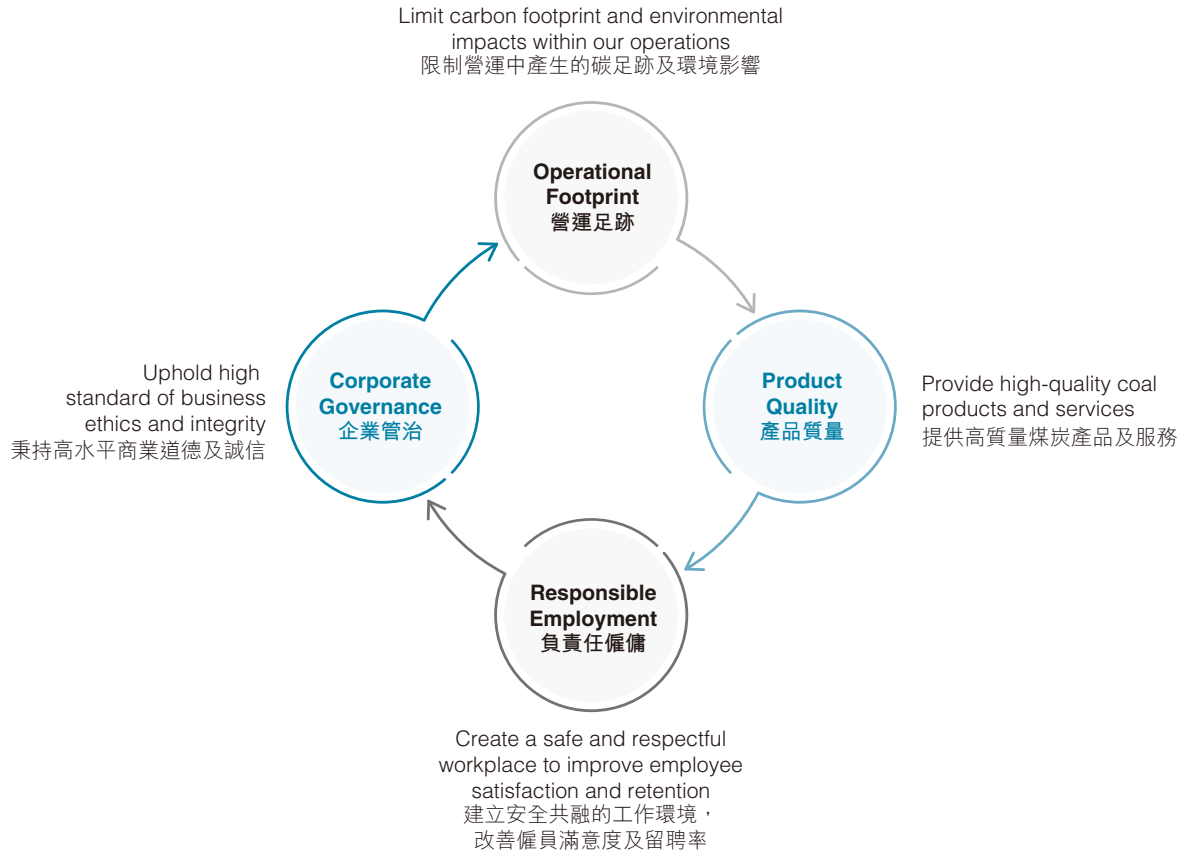 Limit carbon footprint and environmental
impacts within our operations
限制營運中產生的碳足跡及環境影響
Operational
Footprint
營運足跡
Uphold high
standard of business
ethics and integrity
秉持高水平商業道德及誠信
Corporate
Governance
企業管治
Product
Quality
產品質量
Provide high-quality coal
products and services
提供高質量煤炭產品及服務
Responsible
Employment
負責任僱傭
Create a safe and respectful
workplace to improve employee
satisfaction and retention
建立安全共融的工作環境，
改善僱員滿意度及留聘率